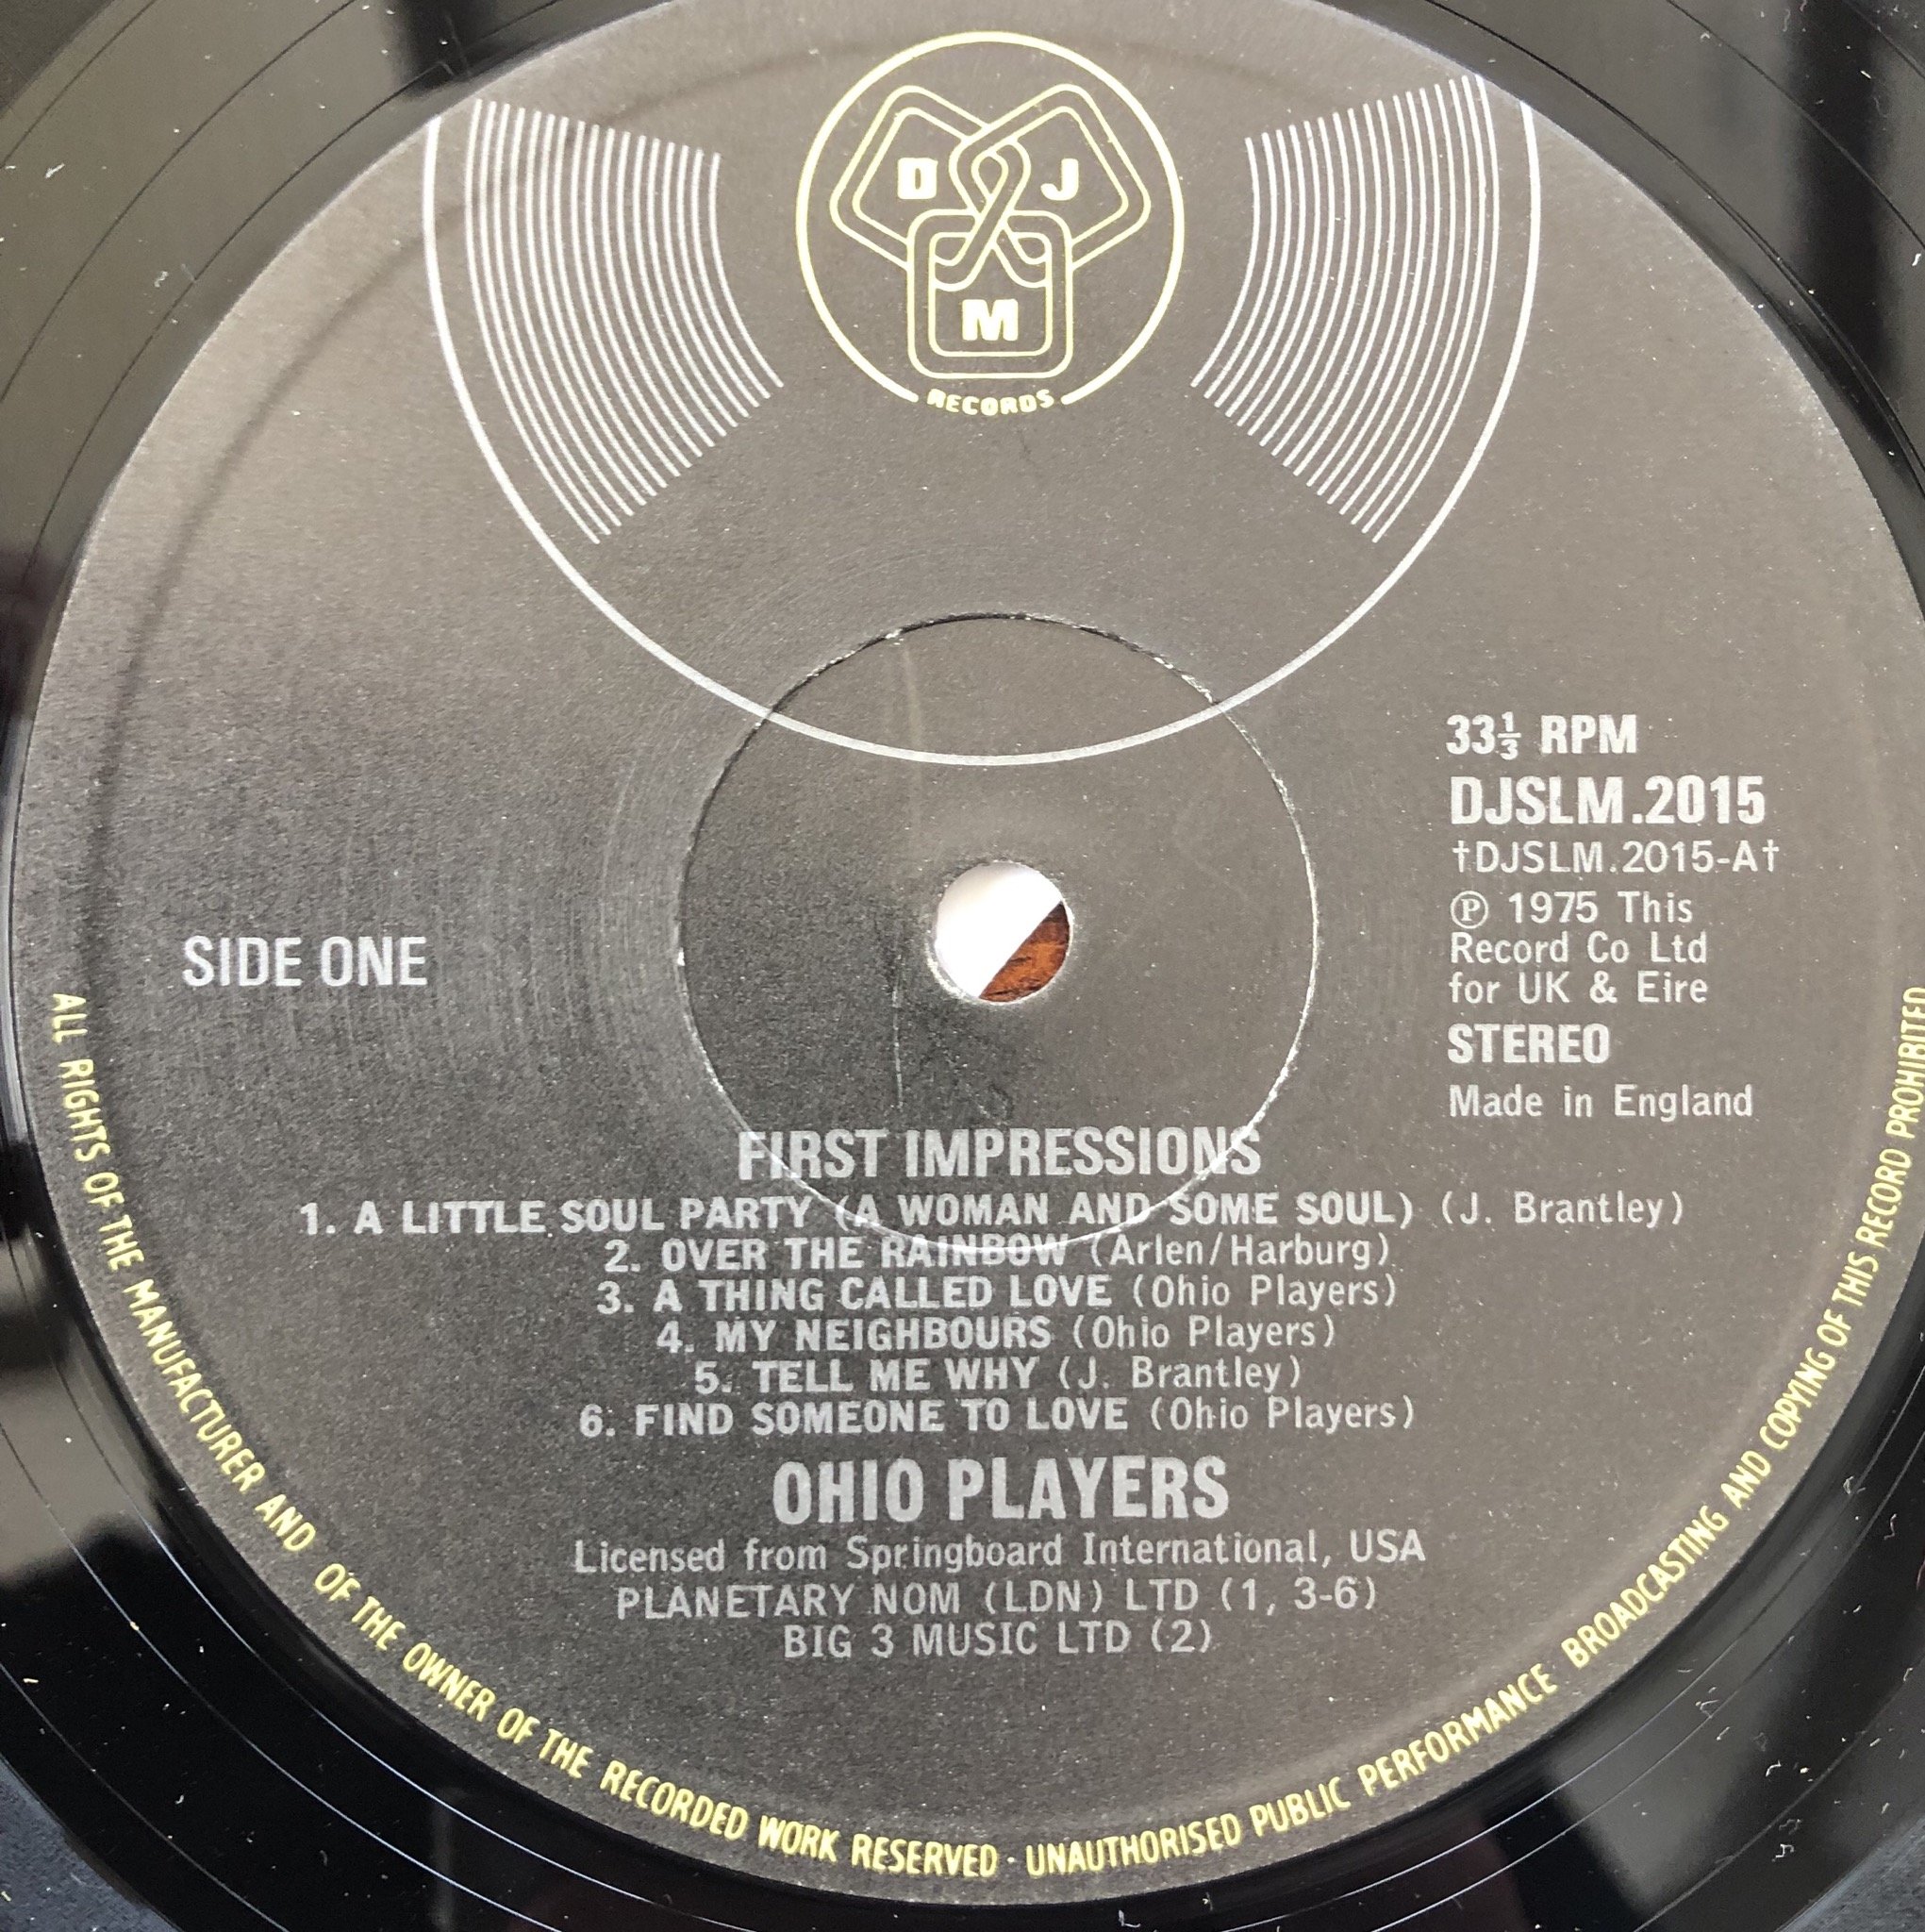 D J
M
RECORDS
33⅓ RPM
DJSLM.2015
†DJSLM.2015-A†
℗ 1975 This
Record Co Ltd
for UK & Eire
STEREO
Made in England
SIDE ONE
FIRST IMPRESSIONS
1. A LITTLE SOUL PARTY (A WOMAN AND SOME SOUL) (J. Brantley)
2. OVER THE RAINBOW (Arlen/Harburg)
3. A THING CALLED LOVE (Ohio Players)
4. MY NEIGHBOURS (Ohio Players)
5. TELL ME WHY (J. Brantley)
6. FIND SOMEONE TO LOVE (Ohio Players)
OHIO PLAYERS
Licensed from Springboard International, USA
PLANETARY NOM (LDN) LTD (1, 3-6)
BIG 3 MUSIC LTD (2)
ALL RIGHTS OF THE MANUFACTURER AND OF THE OWNER OF THE RECORDED WORK RESERVED · UNAUTHORISED PUBLIC PERFORMANCE BROADCASTING AND COPYING OF THIS RECORD PROHIBITED